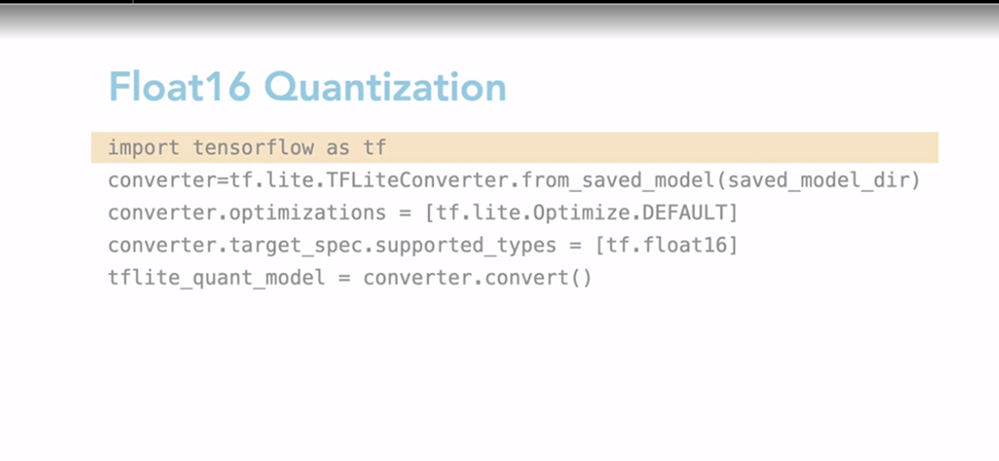 Float16 Quantization
import tensorflow as tf
converter=tf.lite.TFLiteConverter.from_saved_model(saved_model_dir)
converter.optimizations = [tf.lite.Optimize.DEFAULT]
converter.target_spec.supported_types = [tf.float16]
tflite_quant_model = converter.convert()